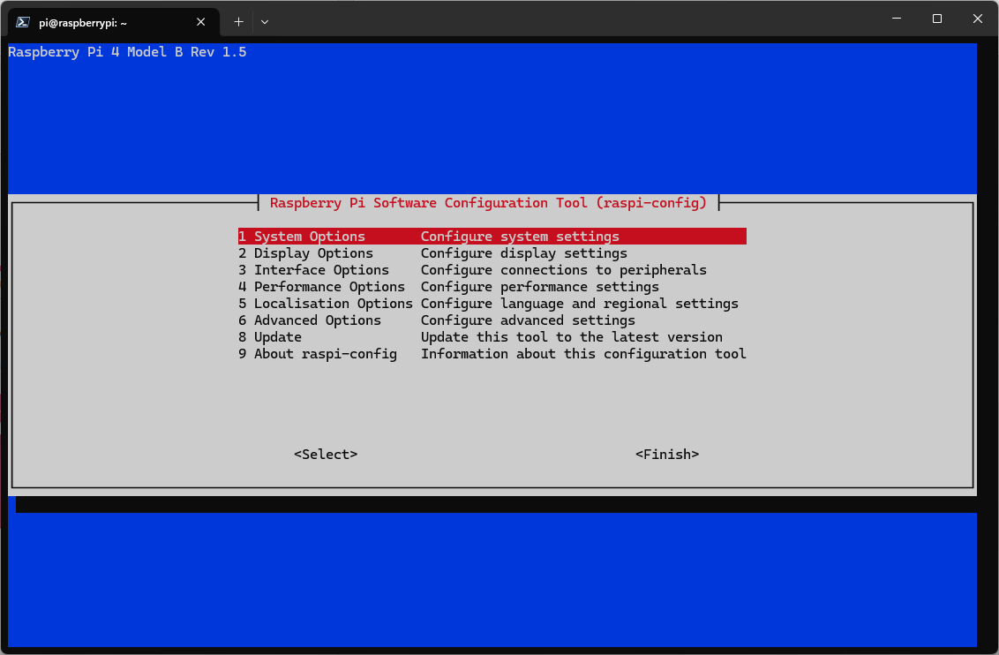 pi@raspberrypi: ~
Raspberry Pi 4 Model B Rev 1.5
Raspberry Pi Software Configuration Tool (raspi-config)
1 System Options       Configure system settings
2 Display Options      Configure display settings
3 Interface Options    Configure connections to peripherals
4 Performance Options  Configure performance settings
5 Localisation Options Configure language and regional settings
6 Advanced Options     Configure advanced settings
8 Update               Update this tool to the latest version
9 About raspi-config   Information about this configuration tool
<Select>                                   <Finish>